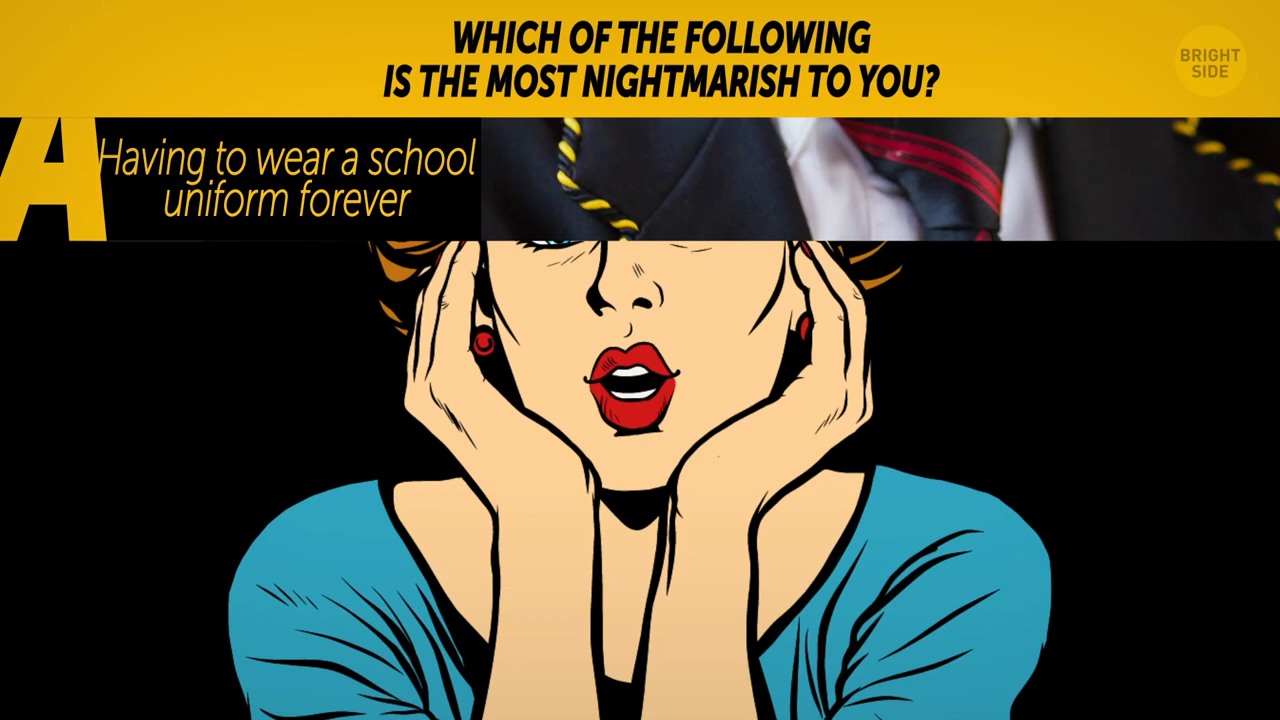 WHICH OF THE FOLLOWING
IS THE MOST NIGHTMARISH TO YOU?
BRIGHT
SIDE
A
Having to wear a school
uniform forever